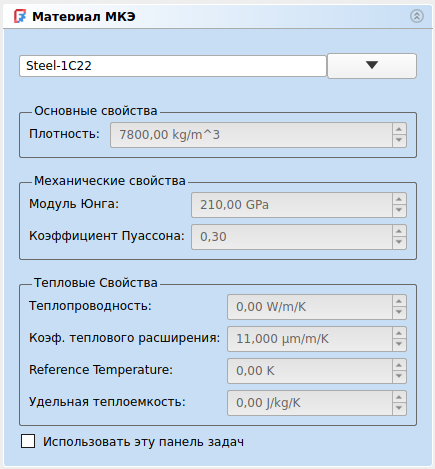 Материал МКЭ
Steel-1C22
Основные свойства
Плотность: 7800,00 kg/m^3
Механические свойства
Модуль Юнга: 210,00 GPa
Коэффициент Пуассона: 0,30
Тепловые Свойства
Теплопроводность: 0,00 W/m/K
Коэф. теплового расширения: 11,000 µm/m/K
Reference Temperature: 0,00 K
Удельная теплоемкость: 0,00 J/kg/K
Использовать эту панель задач